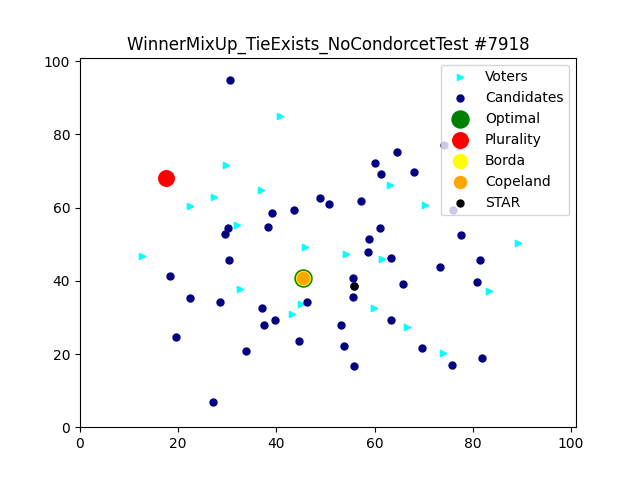 WinnerMixUp_TieExists_NoCondorcetTest #7918
100
80
60
40
20
0
0 20 40 60 80 100
Voters
Candidates
Optimal
Plurality
Borda
Copeland
STAR